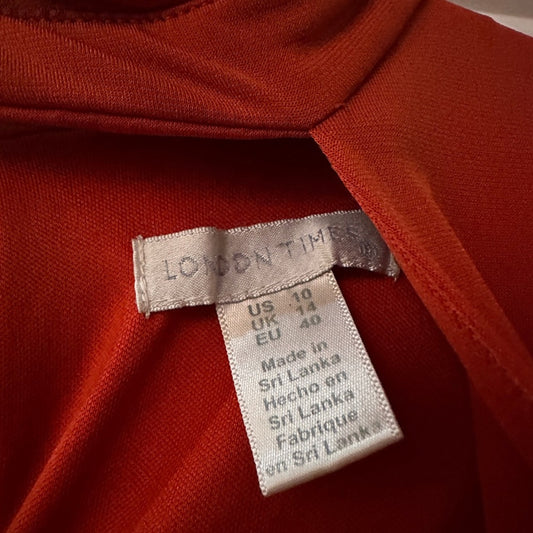 LONDON TIMES
US 10
UK 14
EU 40
Made in
Sri Lanka
Hecho en
Sri Lanka
Fabrique
en Sri Lanka